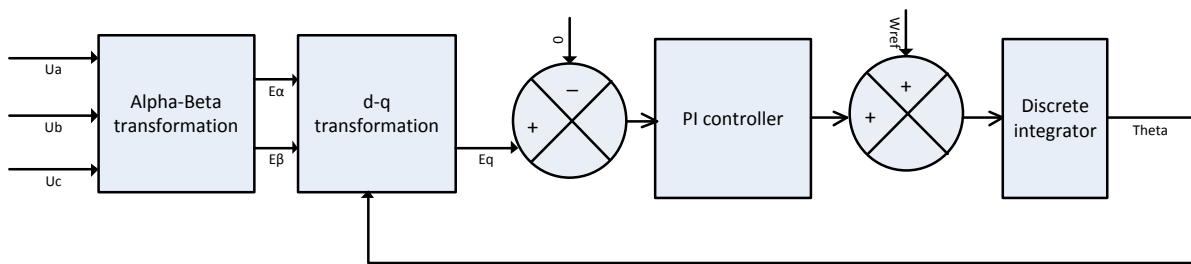 Ua
Ub
Uc
Alpha-Beta
transformation
Eα
Eβ
d-q
transformation
Eq
0
−
+
PI controller
Wref
+
+
Discrete
integrator
Theta